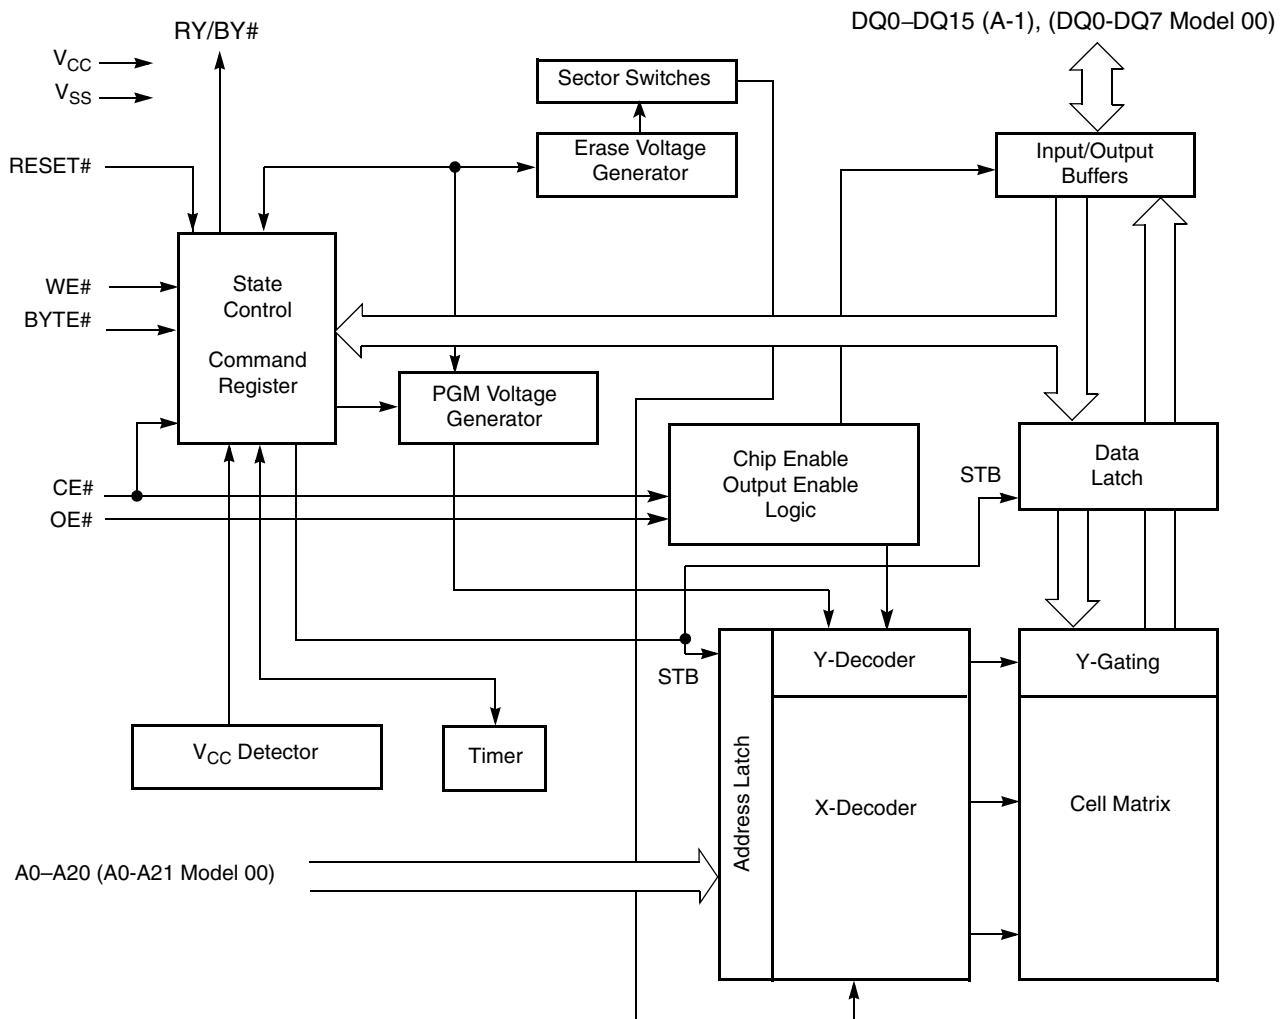 RY/BY#
DQ0–DQ15 (A-1), (DQ0-DQ7 Model 00)
VCC
VSS
Sector Switches
Erase Voltage
Generator
Input/Output
Buffers
RESET#
WE#
BYTE#
State
Control
Command
Register
PGM Voltage
Generator
Chip Enable
Output Enable
Logic
STB
Data
Latch
CE#
OE#
STB
Y-Decoder
Y-Gating
VCC Detector
Timer
Address Latch
X-Decoder
Cell Matrix
A0–A20 (A0-A21 Model 00)